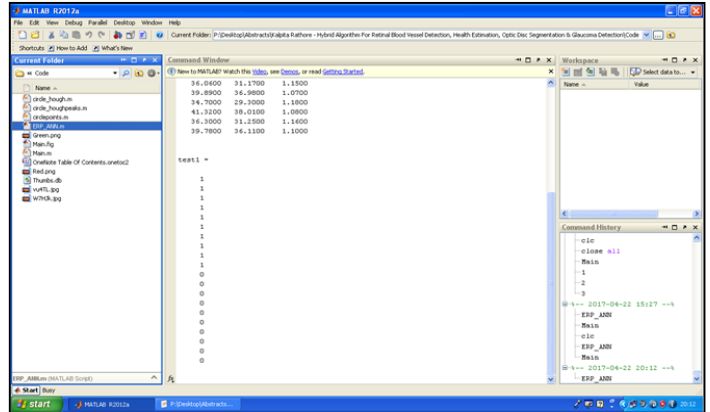 MATLAB R2012a
File Edit View Debug Parallel Desktop Window Help
Current Folder: P:\Desktop\Abstracts\Kalpita Rathore - Hybrid Algorithm For Retinal Blood Vessel Detection, Health Estimation, Optic Disc Segmentation & Glaucoma Detection\Code
Shortcuts How to Add What's New
Current Folder
« Code
Name
circle_hough.m
circle_houghpeaks.m
circlepoints.m
ERP_ANN.m
Green.png
Main.fig
Main.m
OneNote Table Of Contents.onetoc2
Red.png
Thumbs.db
vu4TL.jpg
W7H3k.jpg
ERP_ANN.m (MATLAB Script)
Command Window
New to MATLAB? Watch this Video, see Demos, or read Getting Started.
36.0600 31.1700 1.1500
39.8900 36.9800 1.0700
34.7000 29.3000 1.1800
41.3200 38.0100 1.0800
36.3000 31.2500 1.1600
39.7800 36.1100 1.1000
test1 =
1
1
1
1
1
1
1
1
1
1
0
0
0
0
0
0
0
0
0
0
fx
Workspace
Select data to...
Name Value
Command History
clc
close all
Main
1
2
3
%-- 2017-04-22 15:27 --%
ERP_ANN
Main
clc
ERP_ANN
Main
%-- 2017-04-22 20:12 --%
ERP_ANN
Start Busy
start
MATLAB R2012a
P:\Desktop\Abstracts...
20:12